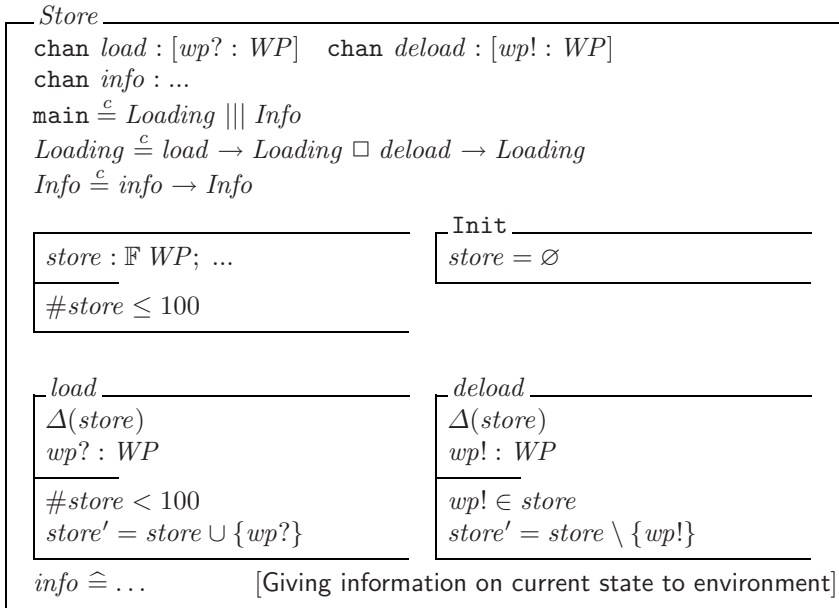 Store
chan load : [wp? : WP] chan deload : [wp! : WP]
chan info : ...
main =ᶜ Loading ||| Info
Loading =ᶜ load → Loading □ deload → Loading
Info =ᶜ info → Info
store : 𝔽 WP; ...
#store ≤ 100
Init
store = ∅
load
Δ(store)
wp? : WP
#store < 100
store′ = store ∪ {wp?}
deload
Δ(store)
wp! : WP
wp! ∈ store
store′ = store \ {wp!}
info ≙ ... [Giving information on current state to environment]